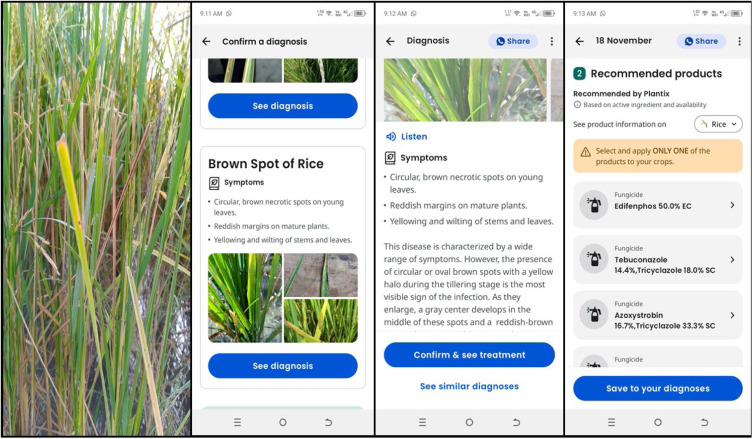 9:11 AM
Confirm a diagnosis
See diagnosis
Brown Spot of Rice
Symptoms
• Circular, brown necrotic spots on young
leaves.
• Reddish margins on mature plants.
• Yellowing and wilting of stems and leaves.
See diagnosis
9:12 AM
Diagnosis
Share
Listen
Symptoms
• Circular, brown necrotic spots on young
leaves.
• Reddish margins on mature plants.
• Yellowing and wilting of stems and leaves.
This disease is characterized by a wide
range of symptoms. However, the presence
of circular or oval brown spots with a yellow
halo during the tillering stage is the most
visible sign of the infection. As they
enlarge, a gray center develops in the
middle of these spots and a reddish-brown
Confirm & see treatment
See similar diagnoses
9:13 AM
18 November
Share
2 Recommended products
Recommended by Plantix
Based on active ingredient and availability
See product information on
Rice
Select and apply ONLY ONE of the
products to your crops.
Fungicide
Edifenphos 50.0% EC
Fungicide
Tebuconazole
14.4%,Tricyclazole 18.0% SC
Fungicide
Azoxystrobin
16.7%,Tricyclazole 33.3% SC
Fungicide
Save to your diagnoses